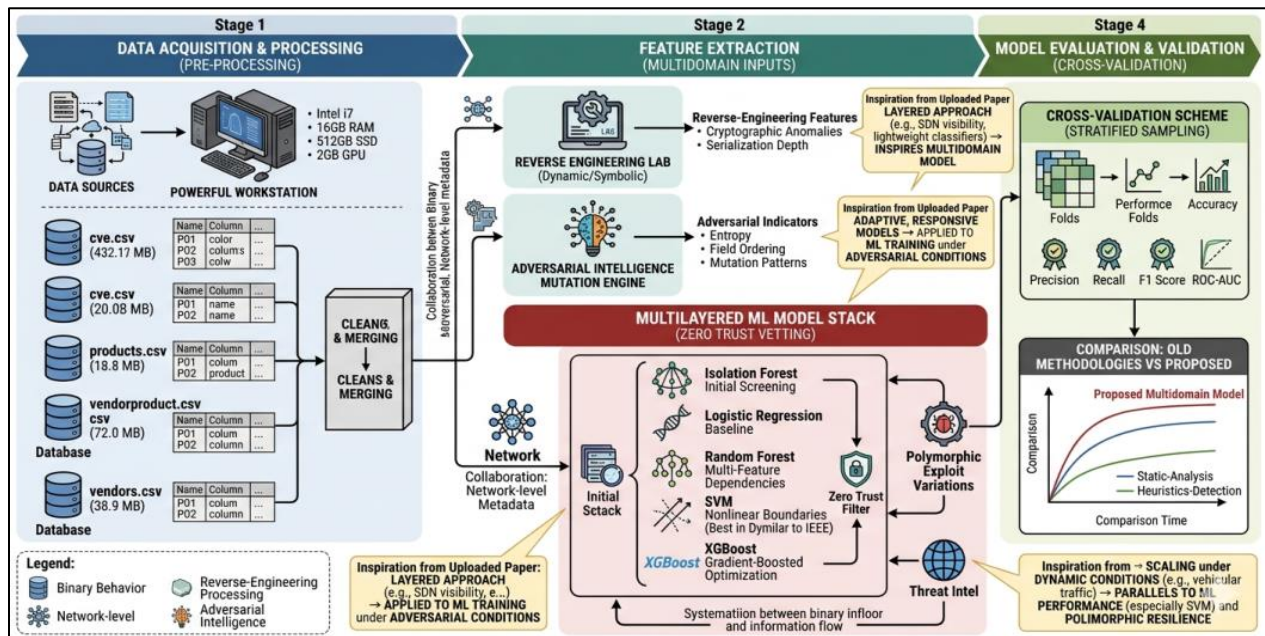 Stage 1
DATA ACQUISITION & PROCESSING
(PRE-PROCESSING)
Stage 2
FEATURE EXTRACTION
(MULTIDOMAIN INPUTS)
Stage 4
MODEL EVALUATION & VALIDATION
(CROSS-VALIDATION)
DATA SOURCES
POWERFUL WORKSTATION
• Intel i7
• 16GB RAM
• 512GB SSD
• 2GB GPU
cve.csv
(432.17 MB)
Name Column ...
P01 color ...
P02 colum:s ...
P03 colw ...
cve.csv
(20.08 MB)
Name Column ...
P01 name ...
P02 name ...
products.csv
(18.8 MB)
Name Column ...
P01 colum ...
P02 product ...
vendorproduct.csv
csv
(72.0 MB)
Database
Name Column ...
P01 colum ...
P02 column ...
vendors.csv
(38.9 MB)
Database
Name Column ...
P01 colum ...
P02 column ...
& MERGING
CLEANS &
MERGING
Legend:
Binary Behavior
Network-level
Reverse-Engineering
Processing
Adversarial
Intelligence
Collaboration betwen Binary
Network-level metadata
LAB
REVERSE ENGINEERING LAB
(Dynamic/Symbolic)
Reverse-Engineering Features
• Cryptographic Anomalies
• Serialization Depth
Inspiration from Uploaded Paper
LAYERED APPROACH
(e.g., SDN visibility,
lightweight classifiers) →
INSPIRES MULTIDOMAIN
MODEL
ADVERSARIAL INTELLIGENCE
MUTATION ENGINE
Adversarial Indicators
• Entropy
• Field Ordering
• Mutation Patterns
Inspiration from Uploaded Paper
ADAPTIVE, RESPONSIVE
MODELS → APPLIED TO
ML TRAINING under
ADVERSARIAL CONDITIONS
MULTILAYERED ML MODEL STACK
(ZERO TRUST VETTING)
Network
Collaboration:
Network-level
Metadata
Initial
Sctack
Isolation Forest
Initial Screening
Logistic Regression
Baseline
Random Forest
Multi-Feature
Dependencies
SVM
Nonlinear Boundaries
(Best in Dymilar to IEEE)
XGBoost
XGBoost
Gradient-Boosted
Optimization
Zero Trust
Filter
Polymorphic
Exploit
Variations
Threat Intel
Systematiion between binary infloor
and information flow
Inspiration from Uploaded Paper:
LAYERED APPROACH
(e.g., SDN visibility, e...)
→ APPLIED TO ML TRAINING
under ADVERSARIAL CONDITIONS
CROSS-VALIDATION SCHEME
(STRATIFIED SAMPLING)
Folds
Performce
Folds
Accuracy
Precision
Recall
F1 Score
ROC-AUC
COMPARISON: OLD
METHODOLOGIES VS PROPOSED
Proposed Multidomain Model
Comparison
Static-Analysis
Heuristics-Detection
Comparison Time
Inspiration from → SCALING under
DYNAMIC CONDITIONS (e.g., vehicular
traffic) → PARALLELS TO ML
PERFORMANCE (especially SVM) and
POLIMORPHIC RESILIENCE